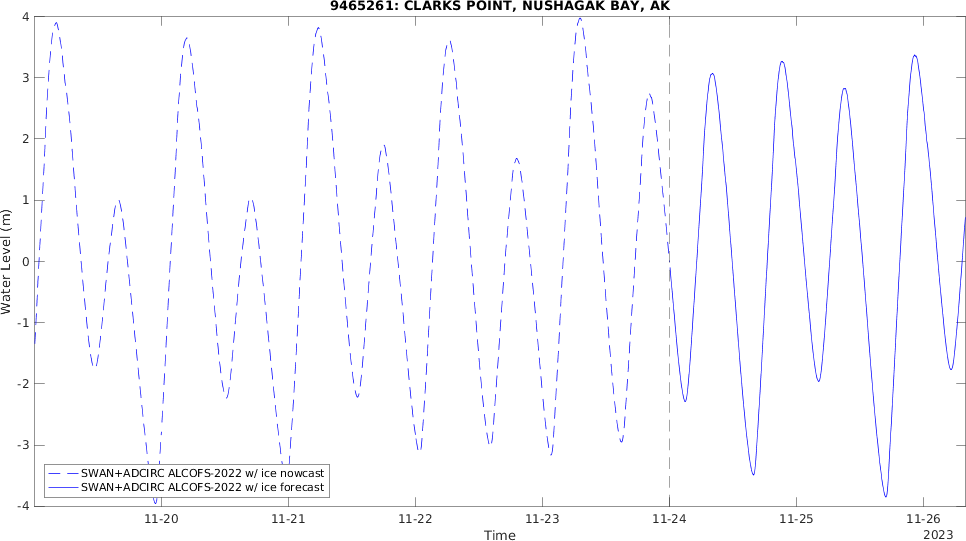 9465261: CLARKS POINT, NUSHAGAK BAY, AK
4
3
2
1
0
-1
-2
-3
-4
Water Level (m)
SWAN+ADCIRC ALCOFS-2022 w/ ice nowcast
SWAN+ADCIRC ALCOFS-2022 w/ ice forecast
11-20 11-21 11-22 11-23 11-24 11-25 11-26
Time
2023